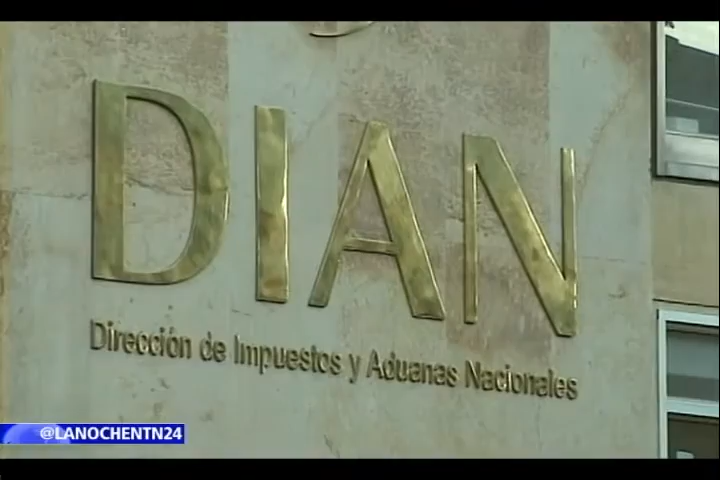 DIAN
Dirección de Impuestos y Aduanas Nacionales
@LANOCHENTN24